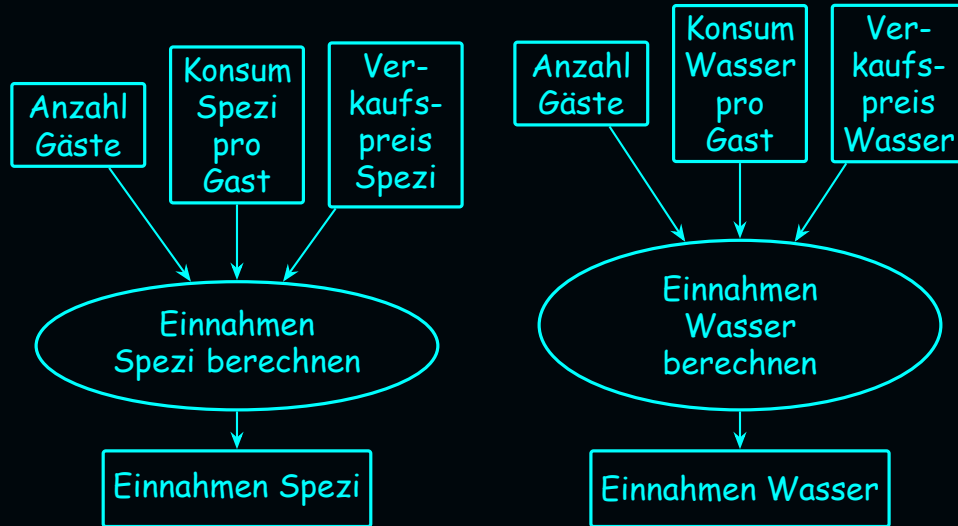 Anzahl
Gäste
Konsum
Spezi
pro
Gast
Ver-
kaufs-
preis
Spezi
Einnahmen
Spezi berechnen
Einnahmen Spezi
Anzahl
Gäste
Konsum
Wasser
pro
Gast
Ver-
kaufs-
preis
Wasser
Einnahmen
Wasser
berechnen
Einnahmen Wasser